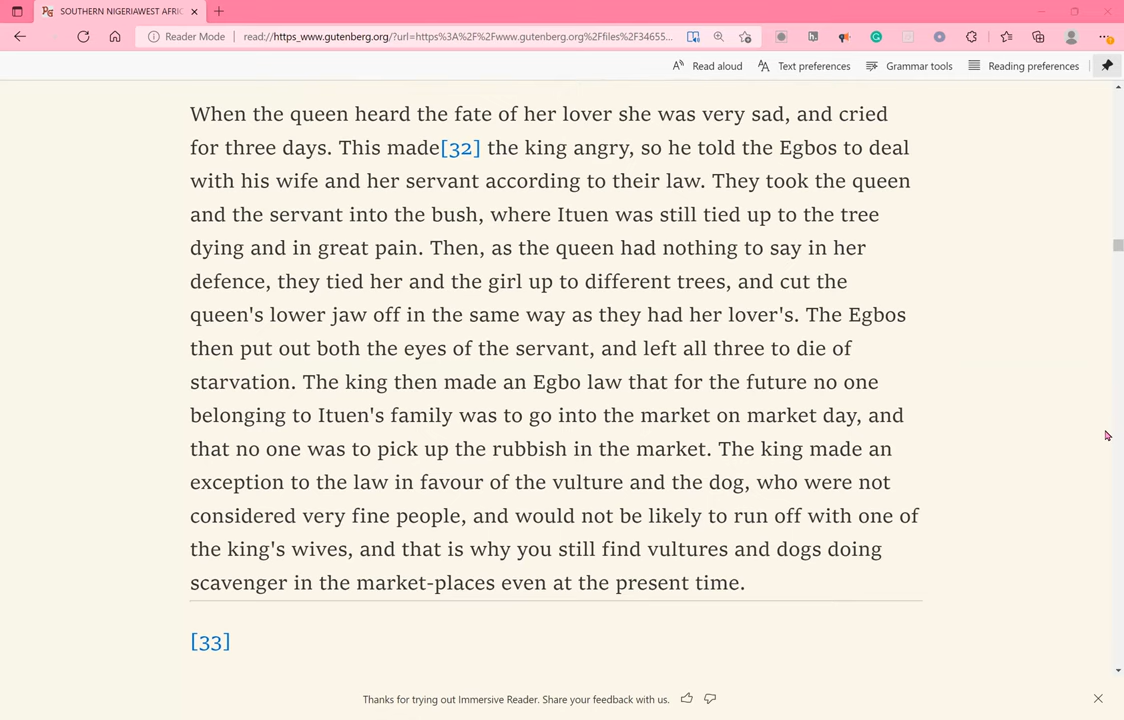 SOUTHERN NIGERIAWEST AFRIC
Reader Mode
read://https_www.gutenberg.org/?url=https%3A%2F%2Fwww.gutenberg.org%2Ffiles%2F34655...
Read aloud
Text preferences
Grammar tools
Reading preferences
When the queen heard the fate of her lover she was very sad, and cried
for three days. This made[32] the king angry, so he told the Egbos to deal
with his wife and her servant according to their law. They took the queen
and the servant into the bush, where Ituen was still tied up to the tree
dying and in great pain. Then, as the queen had nothing to say in her
defence, they tied her and the girl up to different trees, and cut the
queen's lower jaw off in the same way as they had her lover's. The Egbos
then put out both the eyes of the servant, and left all three to die of
starvation. The king then made an Egbo law that for the future no one
belonging to Ituen's family was to go into the market on market day, and
that no one was to pick up the rubbish in the market. The king made an
exception to the law in favour of the vulture and the dog, who were not
considered very fine people, and would not be likely to run off with one of
the king's wives, and that is why you still find vultures and dogs doing
scavenger in the market-places even at the present time.
[33]
Thanks for trying out Immersive Reader. Share your feedback with us.